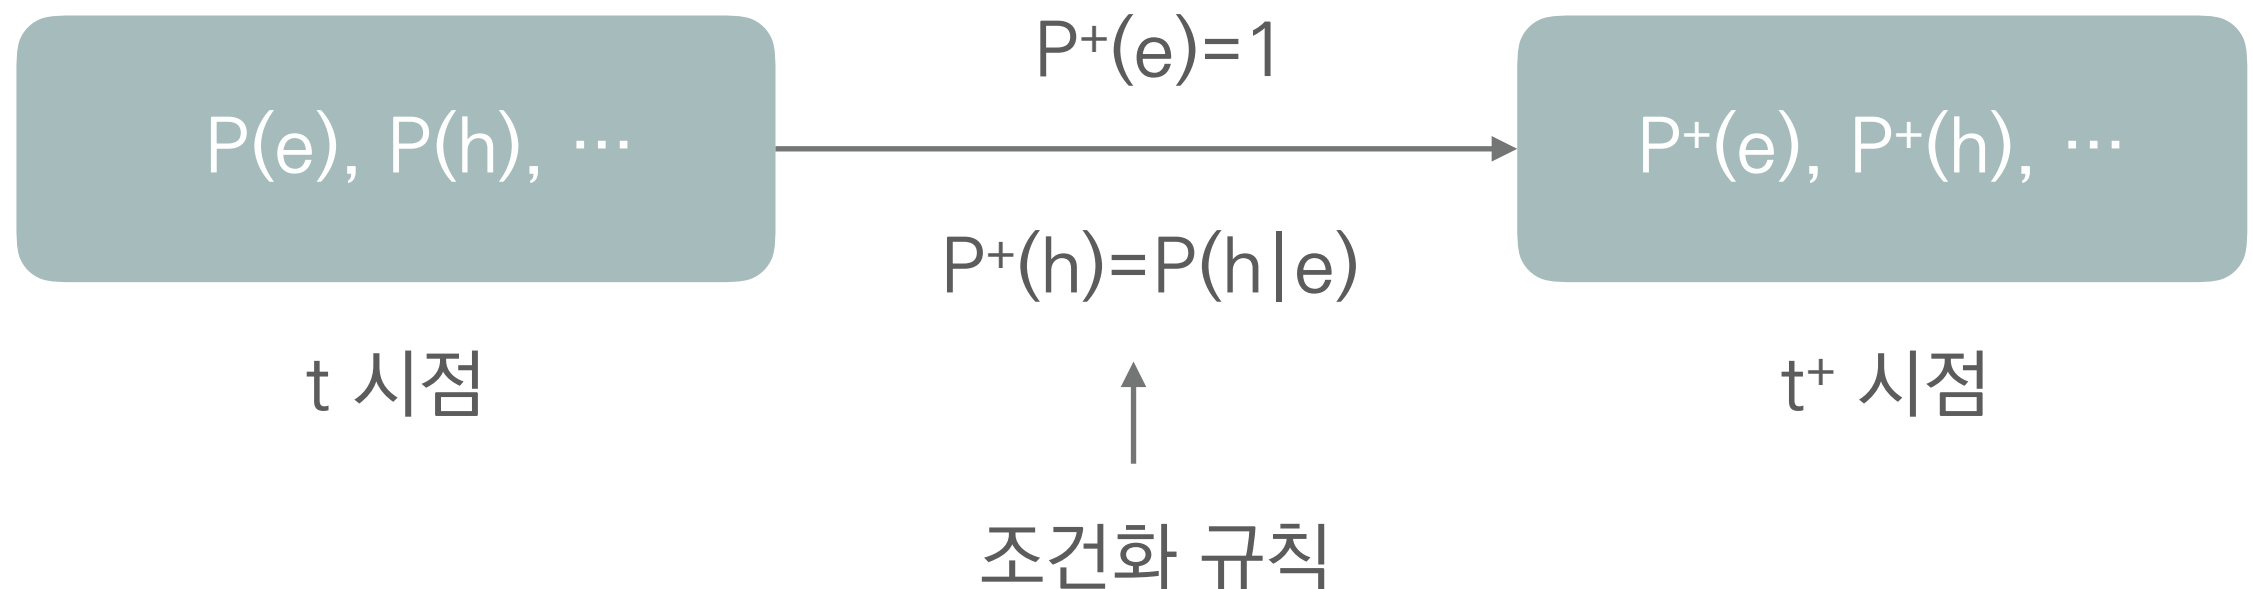 P⁺(e)=1
P(e), P(h), ⋯
P⁺(e), P⁺(h), ⋯
P⁺(h)=P(h|e)
t 시점
t⁺ 시점
조건화 규칙